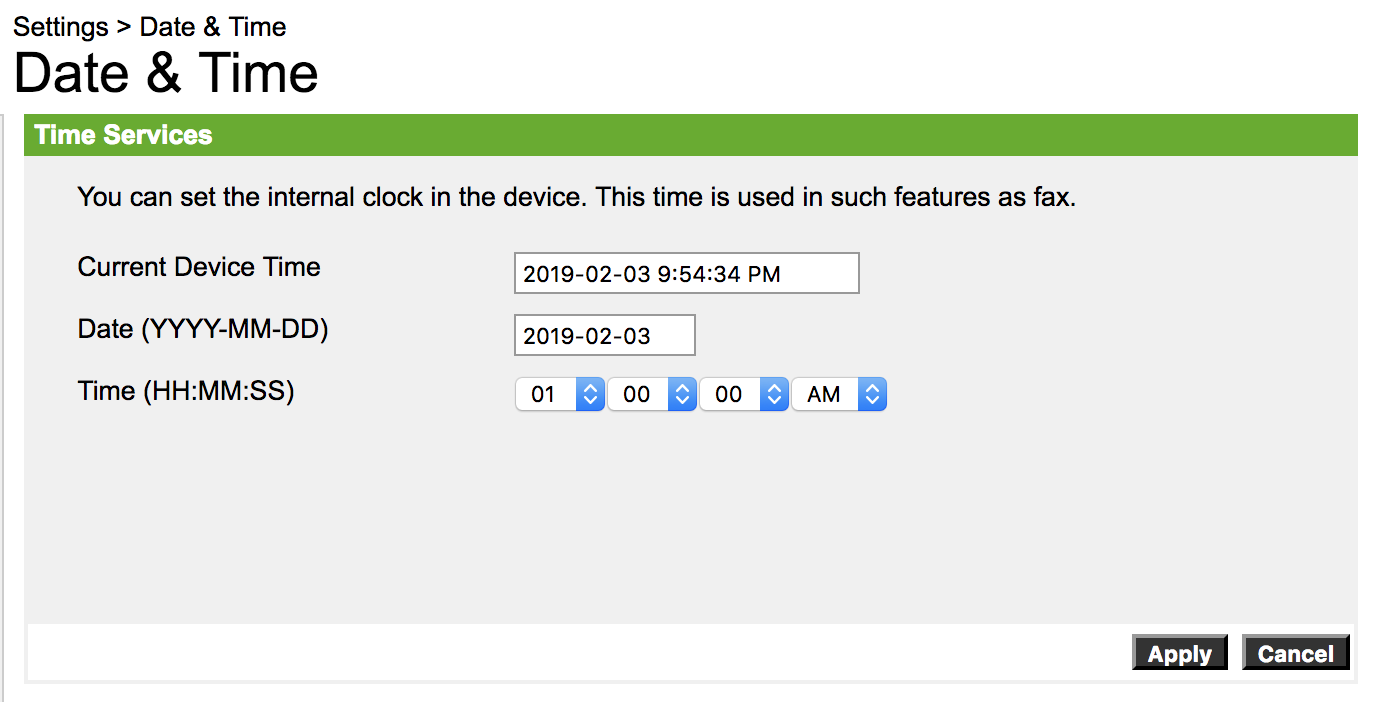 Settings > Date & Time
Date & Time
Time Services
You can set the internal clock in the device. This time is used in such features as fax.
Current Device Time 2019-02-03 9:54:34 PM
Date (YYYY-MM-DD) 2019-02-03
Time (HH:MM:SS) 01 00 00 AM
Apply Cancel